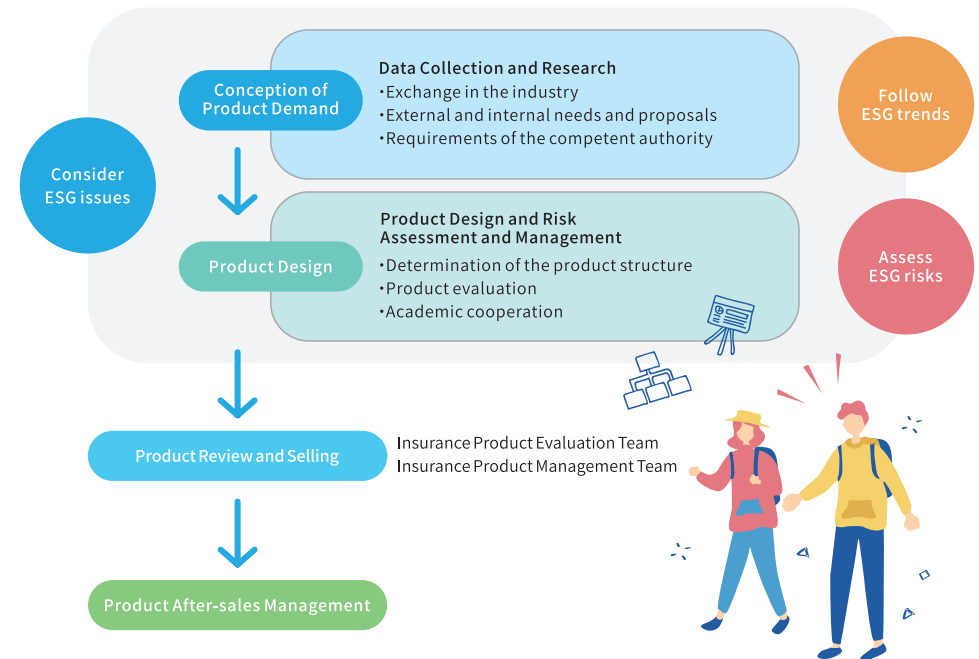 Consider
ESG issues
Conception of
Product Demand
Data Collection and Research
・Exchange in the industry
・External and internal needs and proposals
・Requirements of the competent authority
Follow
ESG trends
Product Design
Product Design and Risk
Assessment and Management
・Determination of the product structure
・Product evaluation
・Academic cooperation
Assess
ESG risks
Product Review and Selling
Insurance Product Evaluation Team
Insurance Product Management Team
Product After-sales Management